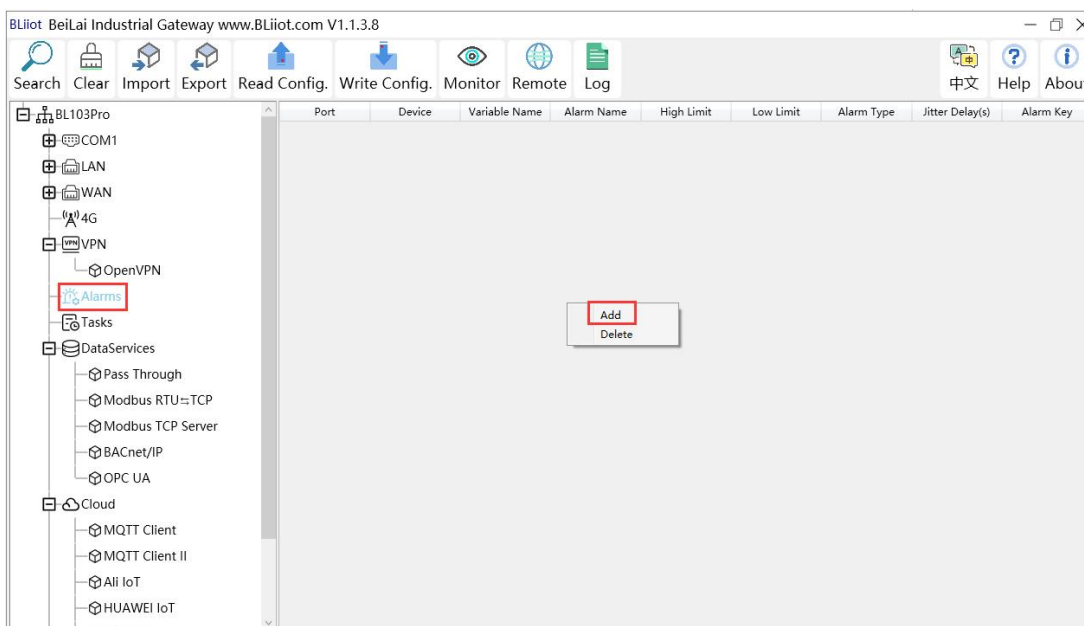 BLiiot BeiLai Industrial Gateway www.BLiiot.com V1.1.3.8
Search Clear Import Export Read Config. Write Config. Monitor Remote Log 中文 Help Abou
BL103Pro
Port Device Variable Name Alarm Name High Limit Low Limit Alarm Type Jitter Delay(s) Alarm Key
COM1
LAN
WAN
4G
VPN VPN
OpenVPN
Alarms
Add
Tasks
Delete
DataServices
Pass Through
Modbus RTU⇆TCP
Modbus TCP Server
BACnet/IP
OPC UA
Cloud
MQTT Client
MQTT Client II
Ali IoT
HUAWEI IoT